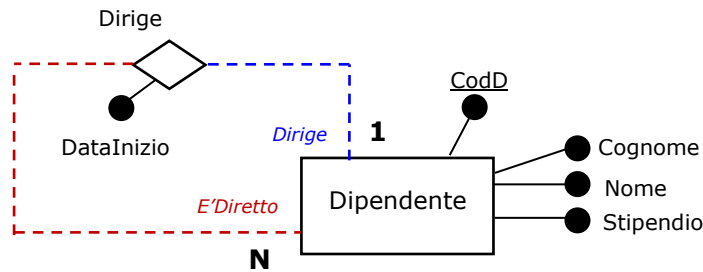 Dirige
CodD
DataInizio
Dirige
1
Cognome
Nome
Stipendio
Dipendente
E'Diretto
N